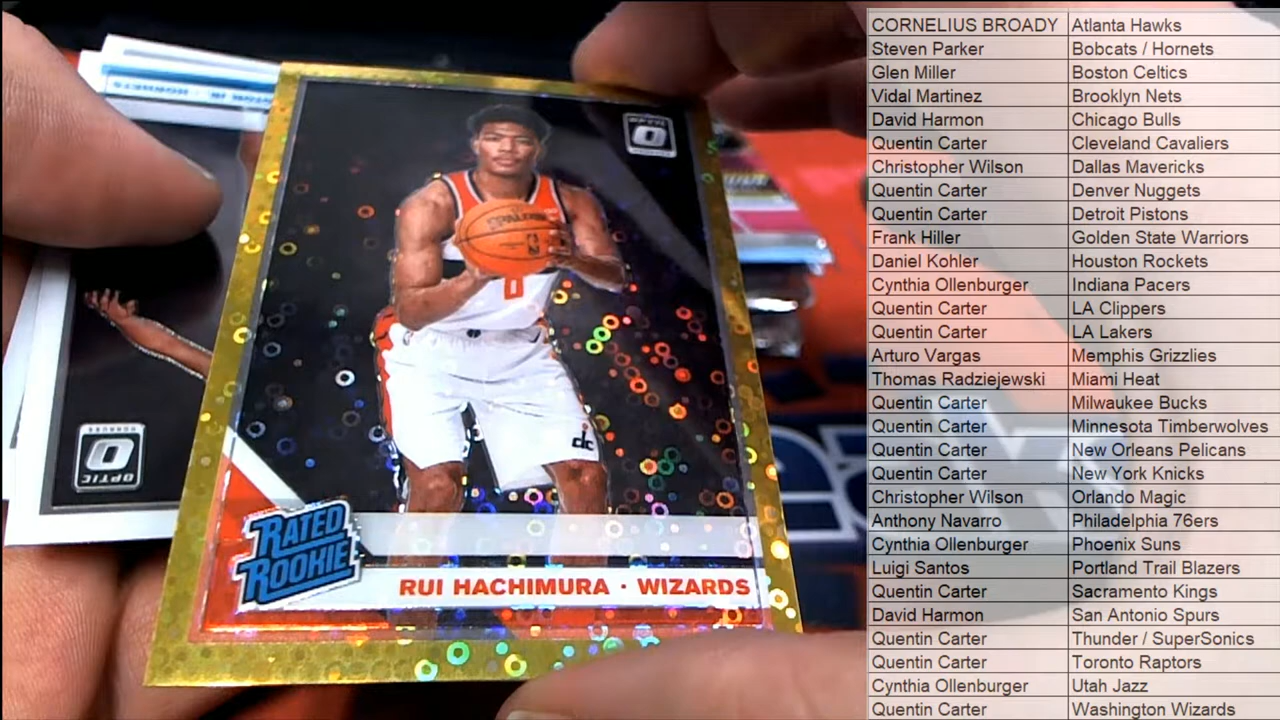 OPTIC
SPALDING
0
dc
RATED
ROOKIE
RUI HACHIMURA · WIZARDS
HORNETS
OPTIC
CORNELIUS BROADY Atlanta Hawks
Steven Parker Bobcats / Hornets
Glen Miller Boston Celtics
Vidal Martinez Brooklyn Nets
David Harmon Chicago Bulls
Quentin Carter Cleveland Cavaliers
Christopher Wilson Dallas Mavericks
Quentin Carter Denver Nuggets
Quentin Carter Detroit Pistons
Frank Hiller Golden State Warriors
Daniel Kohler Houston Rockets
Cynthia Ollenburger Indiana Pacers
Quentin Carter LA Clippers
Quentin Carter LA Lakers
Arturo Vargas Memphis Grizzlies
Thomas Radziejewski Miami Heat
Quentin Carter Milwaukee Bucks
Quentin Carter Minnesota Timberwolves
Quentin Carter New Orleans Pelicans
Quentin Carter New York Knicks
Christopher Wilson Orlando Magic
Anthony Navarro Philadelphia 76ers
Cynthia Ollenburger Phoenix Suns
Luigi Santos Portland Trail Blazers
Quentin Carter Sacramento Kings
David Harmon San Antonio Spurs
Quentin Carter Thunder / SuperSonics
Quentin Carter Toronto Raptors
Cynthia Ollenburger Utah Jazz
Quentin Carter Washington Wizards